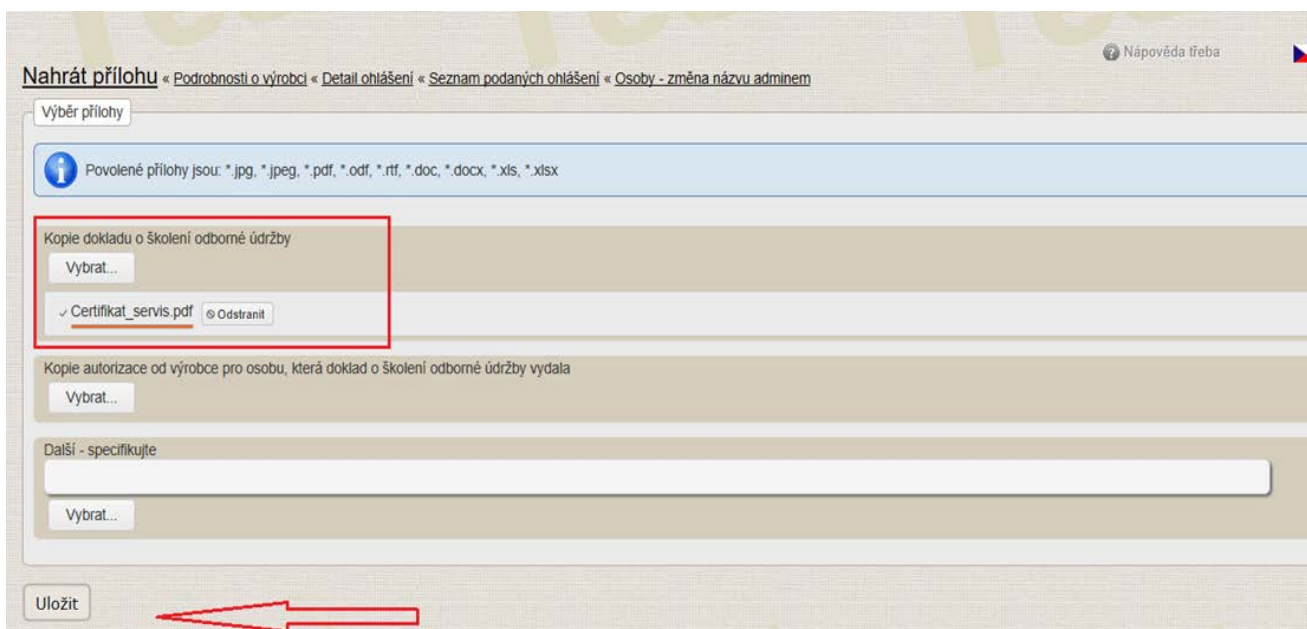 Nápověda třeba
Nahrát přílohu « Podrobnosti o výrobci « Detail ohlášení « Seznam podaných ohlášení « Osoby - změna názvu adminem
Výběr přílohy
Povolené přílohy jsou: *.jpg, *.jpeg, *.pdf, *.odf, *.rtf, *.doc, *.docx, *.xls, *.xlsx
Kopie dokladu o školení odborné údržby
Vybrat...
Certifikat_servis.pdf Odstranit
Kopie autorizace od výrobce pro osobu, která doklad o školení odborné údržby vydala
Vybrat...
Další - specifikujte
Vybrat...
Uložit